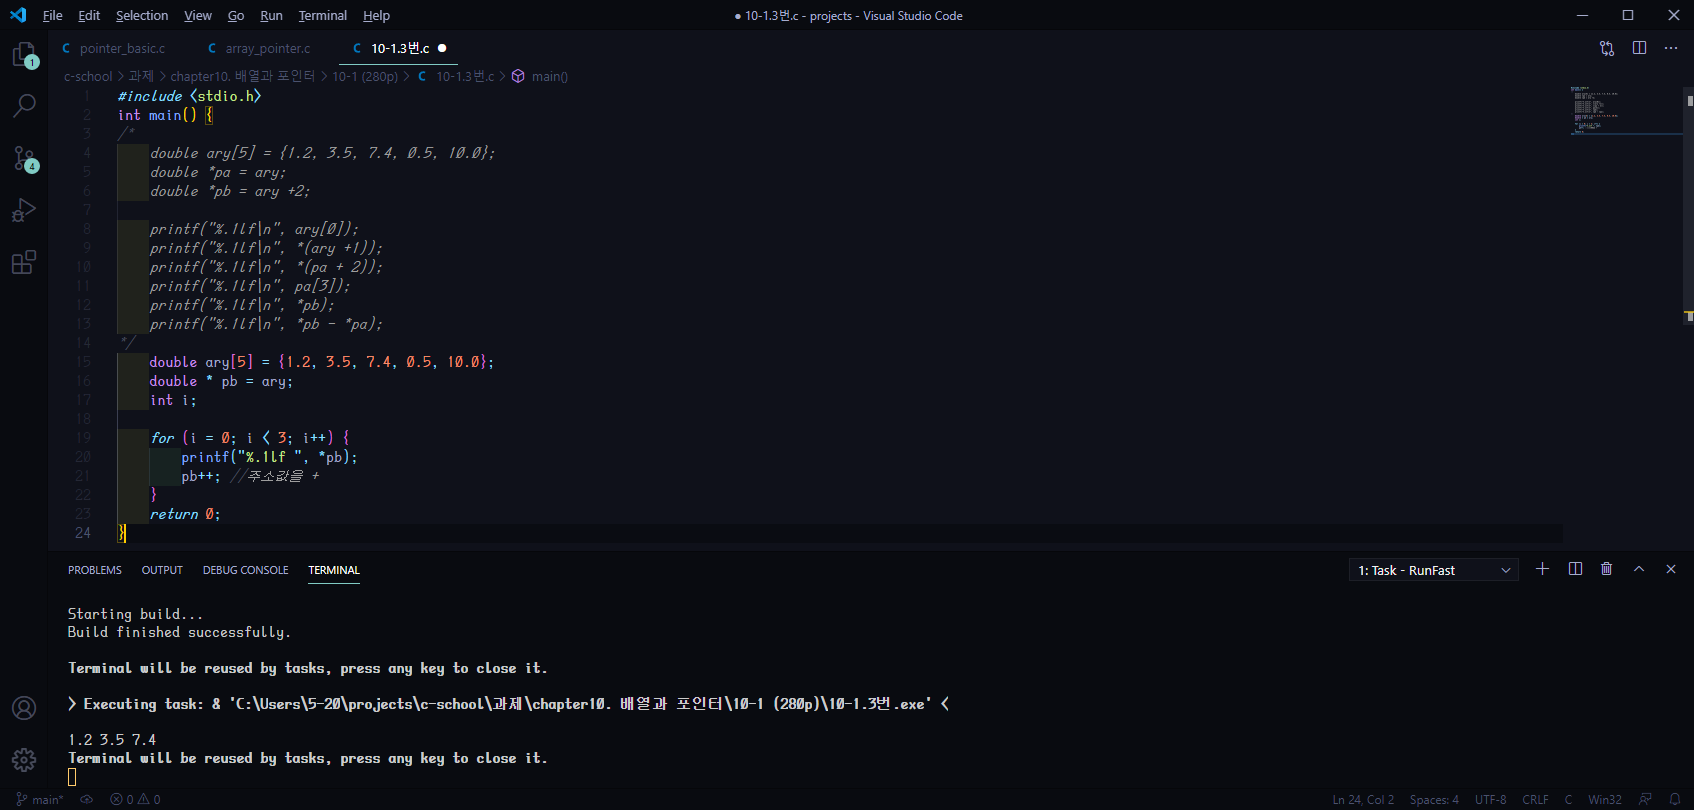 File Edit Selection View Go Run Terminal Help ● 10-1.3번.c - projects - Visual Studio Code
C pointer_basic.c C array_pointer.c C 10-1.3번.c ●
c-school > 과제 > chapter10. 배열과 포인터 > 10-1 (280p) > C 10-1.3번.c > main()
1 #include <stdio.h>
2 int main() {
3 /*
4 double ary[5] = {1.2, 3.5, 7.4, 0.5, 10.0};
5 double *pa = ary;
6 double *pb = ary +2;
7
8 printf("%.1lf\n", ary[0]);
9 printf("%.1lf\n", *(ary +1));
10 printf("%.1lf\n", *(pa + 2));
11 printf("%.1lf\n", pa[3]);
12 printf("%.1lf\n", *pb);
13 printf("%.1lf\n", *pb - *pa);
14 */
15 double ary[5] = {1.2, 3.5, 7.4, 0.5, 10.0};
16 double * pb = ary;
17 int i;
18
19 for (i = 0; i < 3; i++) {
20 printf("%.1lf ", *pb);
21 pb++; //주소값을 +
22 }
23 return 0;
24 }
1
4
PROBLEMS OUTPUT DEBUG CONSOLE TERMINAL 1: Task - RunFast
Starting build...
Build finished successfully.
Terminal will be reused by tasks, press any key to close it.
> Executing task: & 'C:\Users\5-20\projects\c-school\과제\chapter10. 배열과 포인터\10-1 (280p)\10-1.3번.exe' <
1.2 3.5 7.4
Terminal will be reused by tasks, press any key to close it.
main* 0 0 Ln 24, Col 2 Spaces: 4 UTF-8 CRLF C Win32